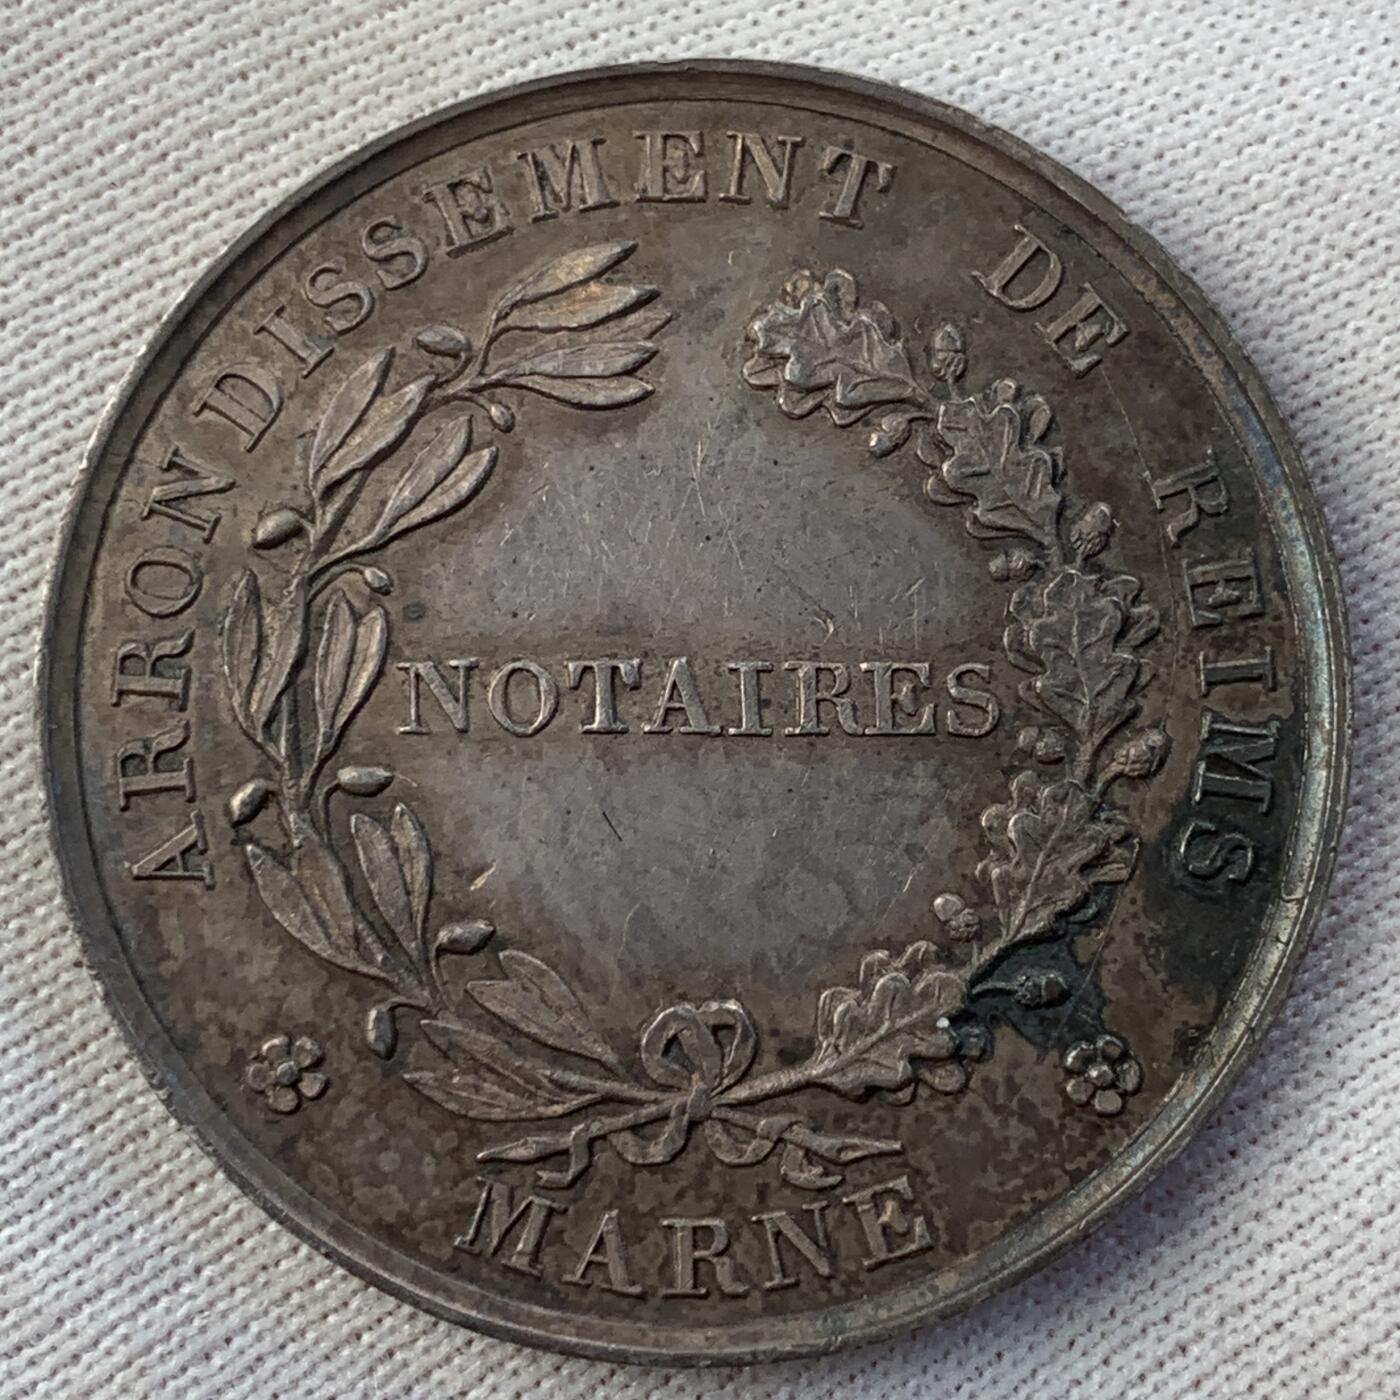 ARRONDISSEMENT DE REIMS
NOTAIRES
MARNE